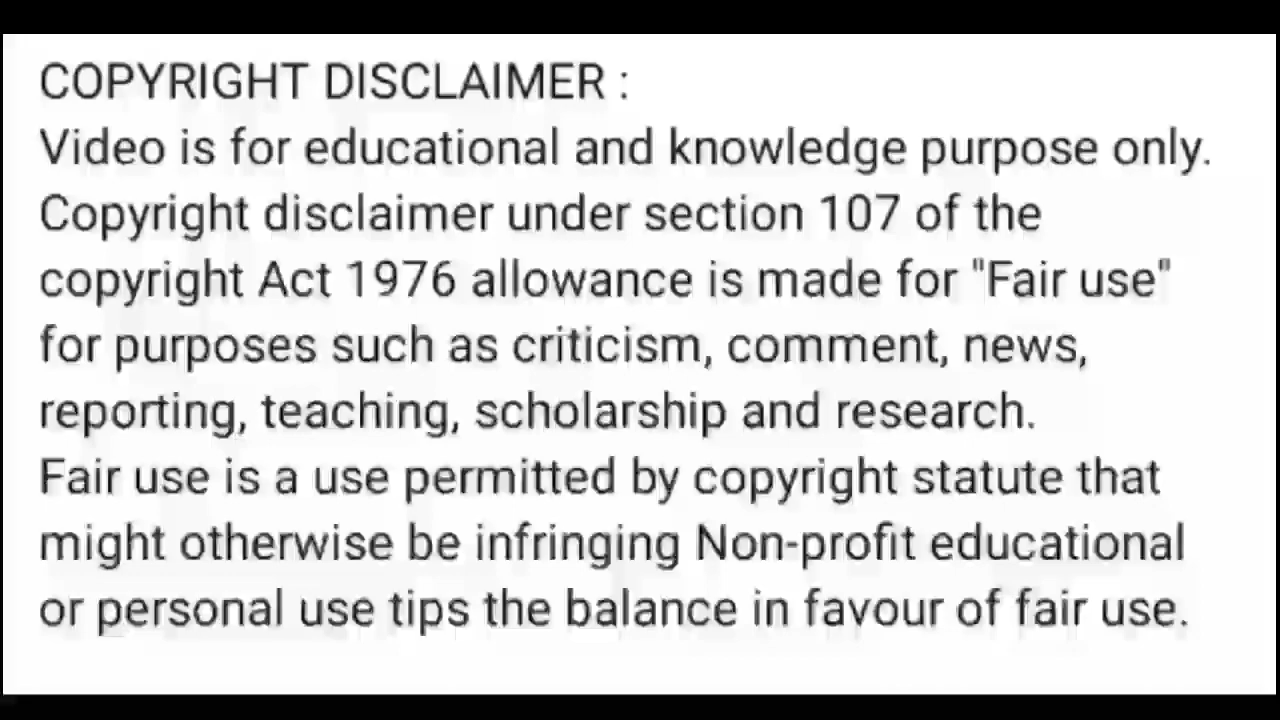 COPYRIGHT DISCLAIMER :
Video is for educational and knowledge purpose only.
Copyright disclaimer under section 107 of the
copyright Act 1976 allowance is made for "Fair use"
for purposes such as criticism, comment, news,
reporting, teaching, scholarship and research.
Fair use is a use permitted by copyright statute that
might otherwise be infringing Non-profit educational
or personal use tips the balance in favour of fair use.